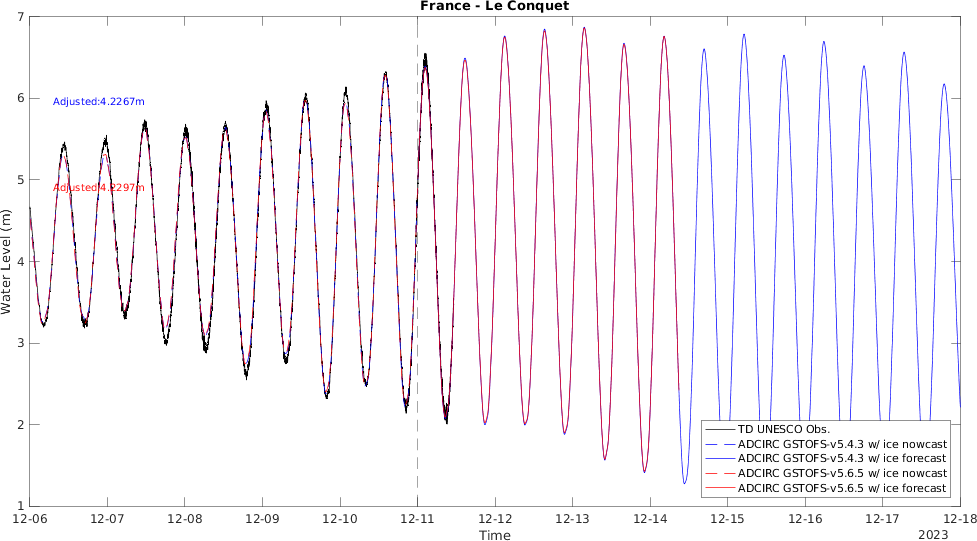 France - Le Conquet
7
6
5
4
3
2
1
Water Level (m)
Adjusted:4.2267m
Adjusted:4.2297m
TD UNESCO Obs.
ADCIRC GSTOFS-v5.4.3 w/ ice nowcast
ADCIRC GSTOFS-v5.4.3 w/ ice forecast
ADCIRC GSTOFS-v5.6.5 w/ ice nowcast
ADCIRC GSTOFS-v5.6.5 w/ ice forecast
12-06 12-07 12-08 12-09 12-10 12-11 12-12 12-13 12-14 12-15 12-16 12-17 12-18
Time
2023